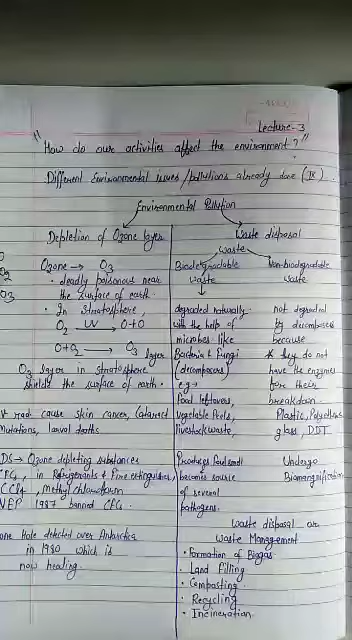 Lecture-3
"How do our activities affect the environment?"
Different Environmental issues/pollutions already done (IX)
Environmental Pollution
Depletion of Ozone layer
Ozone → O3
• deadly poisonous near
the surface of earth.
• In Stratosphere,
O2 UV→ O+O
O+O2 → O3
O3 layer in stratosphere
shields the surface of earth.
rad. cause skin cancer, Cataract
Mutations, larval deaths
ODS → Ozone depleting substances
CFCs, in Refrigerants & Fire extinguishers,
CCl4, Methyl chloroform
UNEP 1987 banned CFCs.
Ozone Hole detected over Antarctica
in 1980 which is
now healing.
Waste disposal
waste
Biodegradable
waste
degraded naturally
with the help of
microbes like
Bacteria & Fungi
(decomposers)
e.g→
Food leftovers,
vegetable peels,
livestock waste,
Produces foul smell
becomes source
of several
pathogens.
Non-biodegradable
waste
not degraded
by decomposers
because
* they do not
have the enzymes
for their
breakdown.
Plastic, Polythene
glass, DDT
Undergo
Biomagnification
Waste disposal or
Waste Management
• Formation of Biogas
• Land filling
• Composting
• Recycling
• Incineration